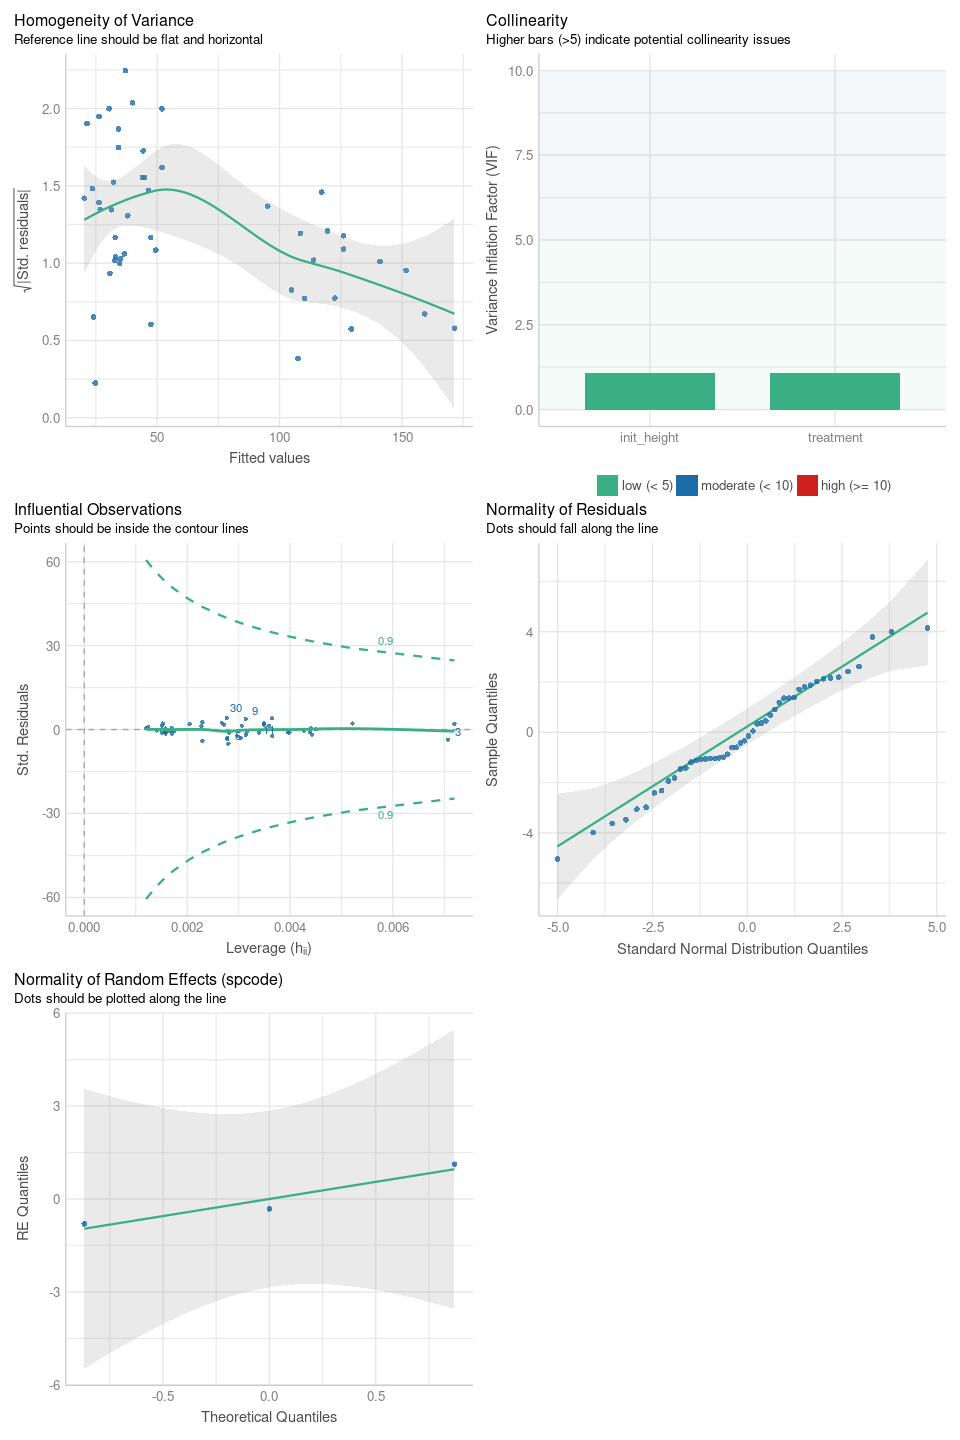 Homogeneity of Variance
Reference line should be flat and horizontal
√|Std. residuals|
2.0
1.5
1.0
0.5
0.0
50
100
150
Fitted values
Collinearity
Higher bars (>5) indicate potential collinearity issues
Variance Inflation Factor (VIF)
10.0
7.5
5.0
2.5
0.0
init_height
treatment
low (< 5)
moderate (< 10)
high (>= 10)
Influential Observations
Points should be inside the contour lines
Std. Residuals
60
30
0
-30
-60
0.9
30
9
3
0.9
0.000
0.002
0.004
0.006
Leverage (hii)
Normality of Residuals
Dots should fall along the line
Sample Quantiles
4
0
-4
-5.0
-2.5
0.0
2.5
5.0
Standard Normal Distribution Quantiles
Normality of Random Effects (spcode)
Dots should be plotted along the line
RE Quantiles
6
3
0
-3
-6
-0.5
0.0
0.5
Theoretical Quantiles